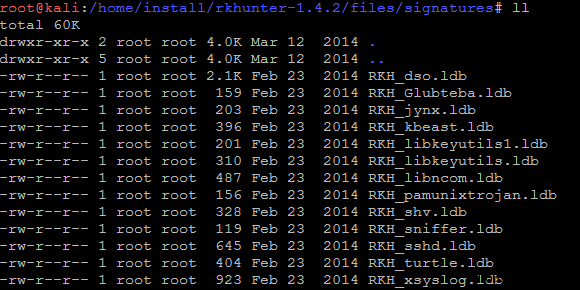 root@kali:/home/install/rkhunter-1.4.2/files/signatures# ll
total 60K
drwxr-xr-x 2 root root 4.0K Mar 12  2014 .
drwxr-xr-x 5 root root 4.0K Mar 12  2014 ..
-rw-r--r-- 1 root root 2.1K Feb 23  2014 RKH_dso.ldb
-rw-r--r-- 1 root root  159 Feb 23  2014 RKH_Glubteba.ldb
-rw-r--r-- 1 root root  203 Feb 23  2014 RKH_jynx.ldb
-rw-r--r-- 1 root root  396 Feb 23  2014 RKH_kbeast.ldb
-rw-r--r-- 1 root root  201 Feb 23  2014 RKH_libkeyutils1.ldb
-rw-r--r-- 1 root root  310 Feb 23  2014 RKH_libkeyutils.ldb
-rw-r--r-- 1 root root  487 Feb 23  2014 RKH_libncom.ldb
-rw-r--r-- 1 root root  156 Feb 23  2014 RKH_pamunixtrojan.ldb
-rw-r--r-- 1 root root  328 Feb 23  2014 RKH_shv.ldb
-rw-r--r-- 1 root root  119 Feb 23  2014 RKH_sniffer.ldb
-rw-r--r-- 1 root root  645 Feb 23  2014 RKH_sshd.ldb
-rw-r--r-- 1 root root  404 Feb 23  2014 RKH_turtle.ldb
-rw-r--r-- 1 root root  923 Feb 23  2014 RKH_xsyslog.ldb